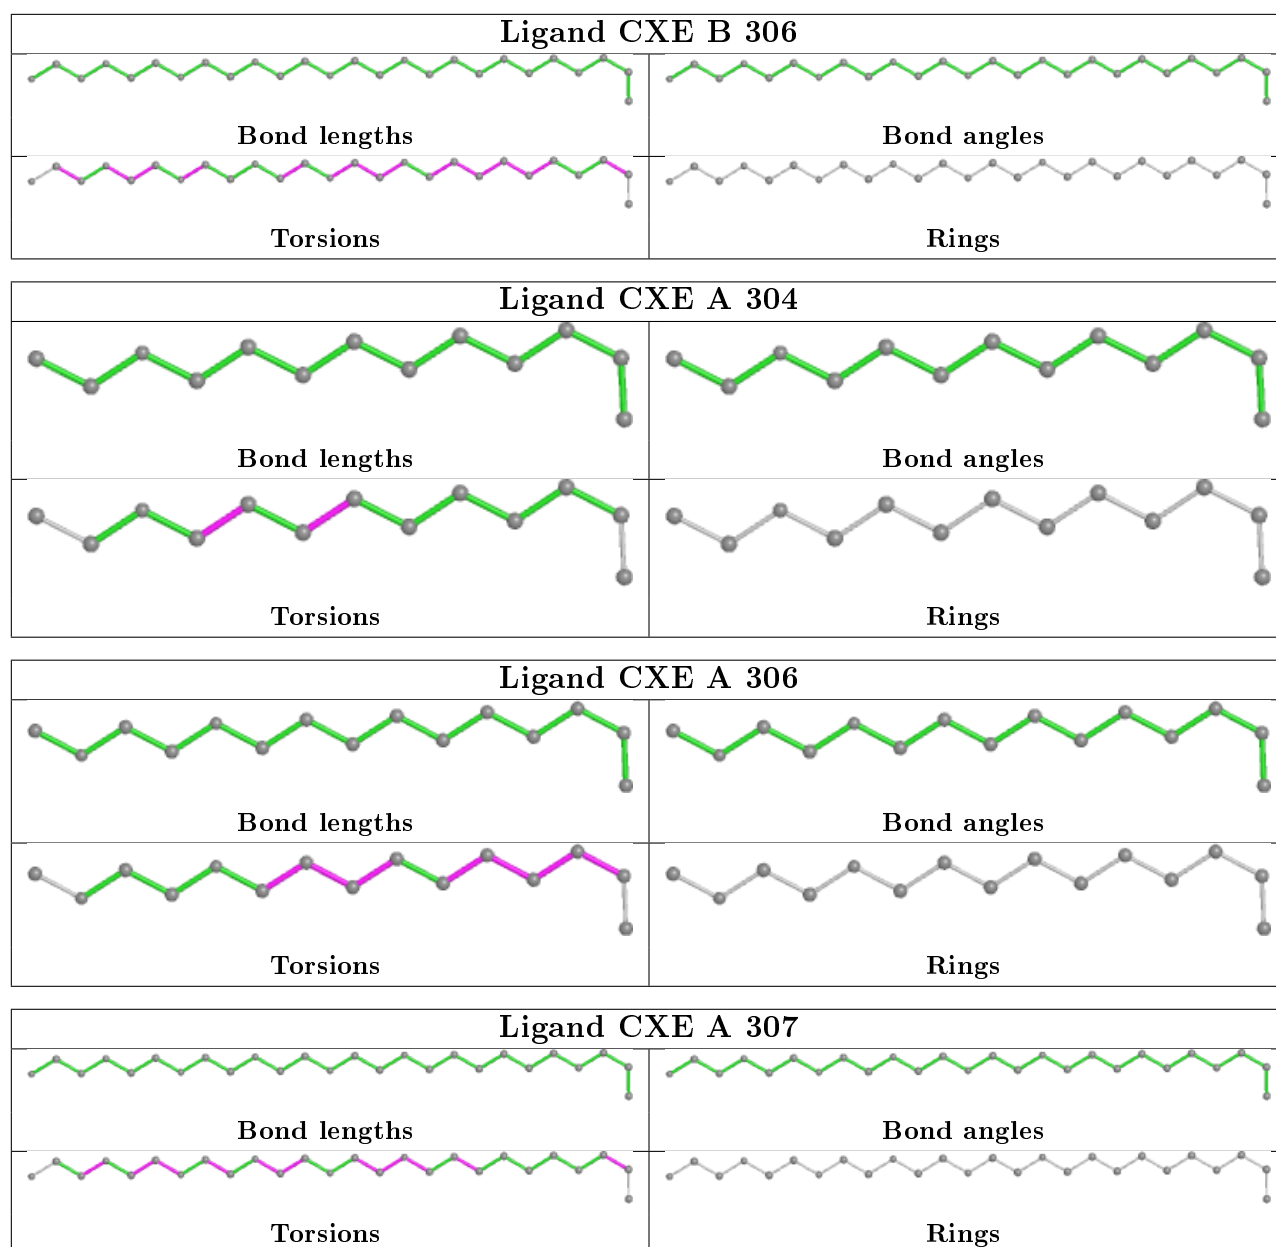 Ligand CXE B 306
Bond lengths
Bond angles
Torsions
Rings
Ligand CXE A 304
Bond lengths
Bond angles
Torsions
Rings
Ligand CXE A 306
Bond lengths
Bond angles
Torsions
Rings
Ligand CXE A 307
Bond lengths
Bond angles
Torsions
Rings